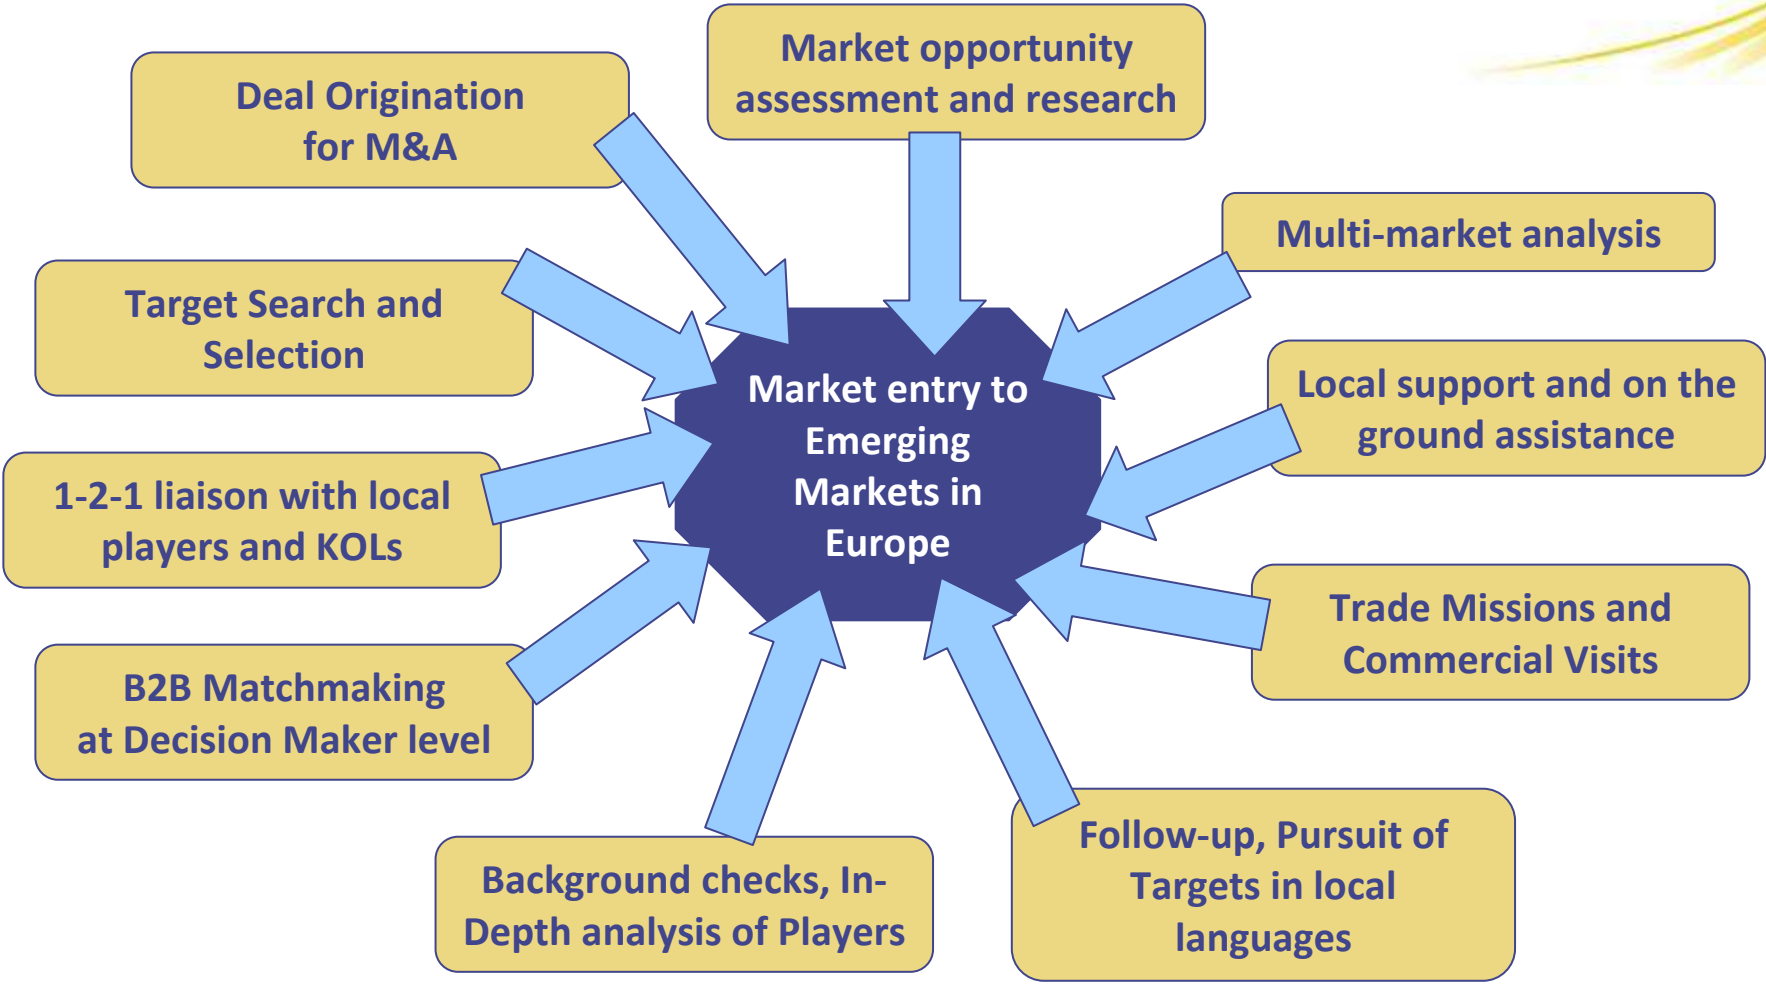 Market opportunity
assessment and research
Deal Origination
for M&A
Multi-market analysis
Target Search and
Selection
Local support and on the
ground assistance
Market entry to
Emerging
Markets in
Europe
1-2-1 liaison with local
players and KOLs
Trade Missions and
Commercial Visits
B2B Matchmaking
at Decision Maker level
Follow-up, Pursuit of
Targets in local
languages
Background checks, In-
Depth analysis of Players